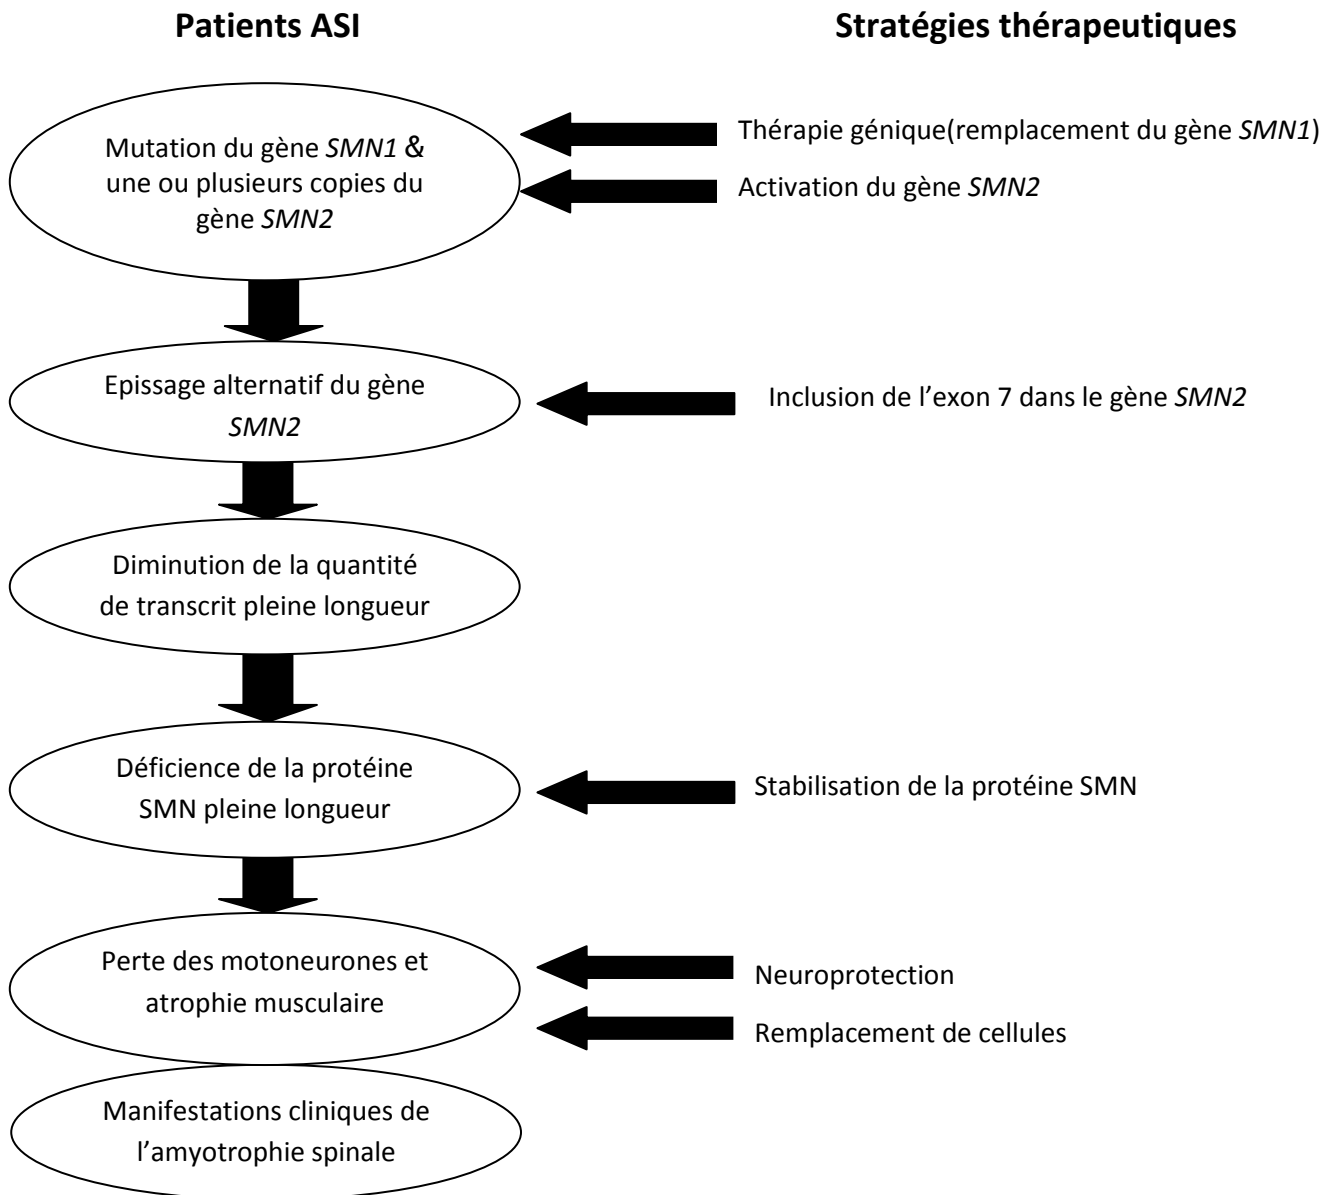 Patients ASI
Stratégies thérapeutiques
Mutation du gène SMN1 &
une ou plusieurs copies du
gène SMN2
Thérapie génique(remplacement du gène SMN1)
Activation du gène SMN2
Epissage alternatif du gène
SMN2
Inclusion de l’exon 7 dans le gène SMN2
Diminution de la quantité
de transcrit pleine longueur
Déficience de la protéine
SMN pleine longueur
Stabilisation de la protéine SMN
Perte des motoneurones et
atrophie musculaire
Neuroprotection
Remplacement de cellules
Manifestations cliniques de
l’amyotrophie spinale